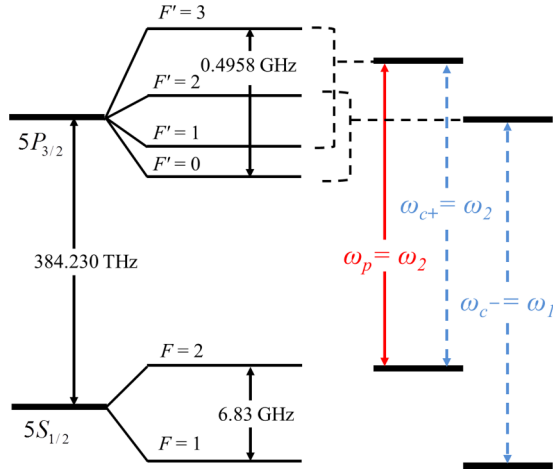 F' = 3
0.4958 GHz
F' = 2
5P3/2
F' = 1
F' = 0
ωc+ = ω2
ωp = ω2
384.230 THz
ωc- = ω1
F = 2
6.83 GHz
5S1/2
F = 1